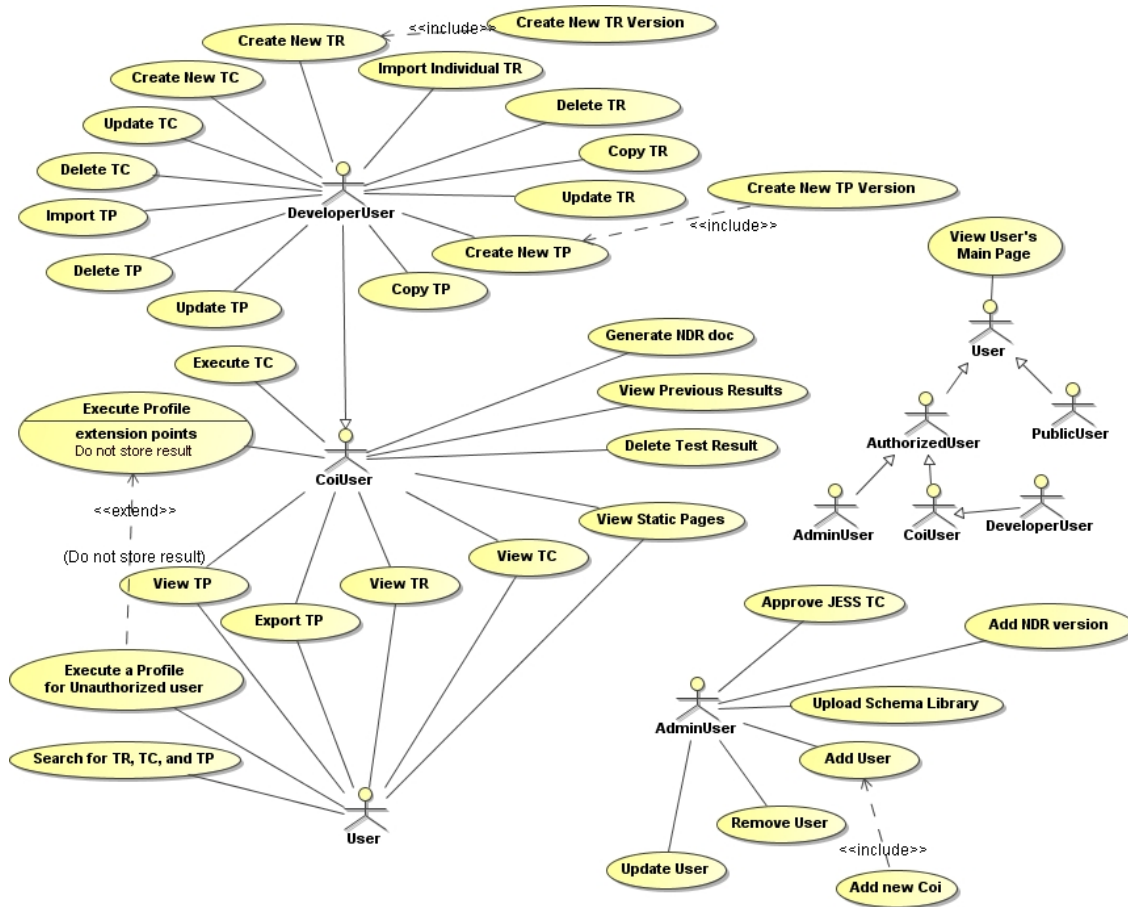 Create New TR
<<include>>
Create New TR Version
Create New TC
Import Individual TR
Update TC
Delete TR
Delete TC
Copy TR
Import TP
DeveloperUser
Update TR
Create New TP Version
<<include>>
Delete TP
Create New TP
Update TP
Copy TP
View User's
Main Page
User
AuthorizedUser
PublicUser
AdminUser
CoiUser
DeveloperUser
Execute TC
Generate NDR doc
Execute Profile
extension points
Do not store result
View Previous Results
CoiUser
Delete Test Result
<<extend>>
(Do not store result)
View Static Pages
View TP
Export TP
View TR
View TC
Execute a Profile
for Unauthorized user
Search for TR, TC, and TP
User
Approve JESS TC
Add NDR version
AdminUser
Upload Schema Library
Add User
Remove User
Update User
<<include>>
Add new Coi